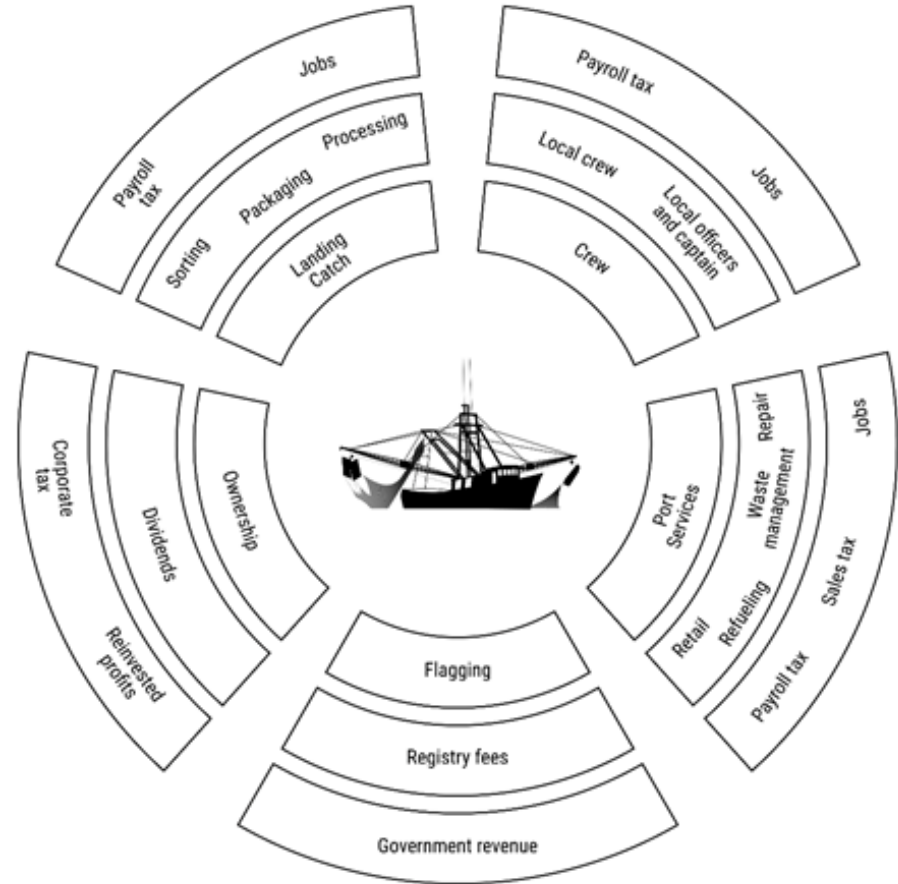 Jobs
Payroll
tax
Processing
Packaging
Sorting
Landing
Catch
Payroll tax
Jobs
Local crew
Local officers
and captain
Crew
Jobs
Sales tax
Payroll tax
Repair
Waste
management
Refueling
Retail
Port
Services
Flagging
Registry fees
Government revenue
Ownership
Dividends
Corporate
tax
Reinvested
profits